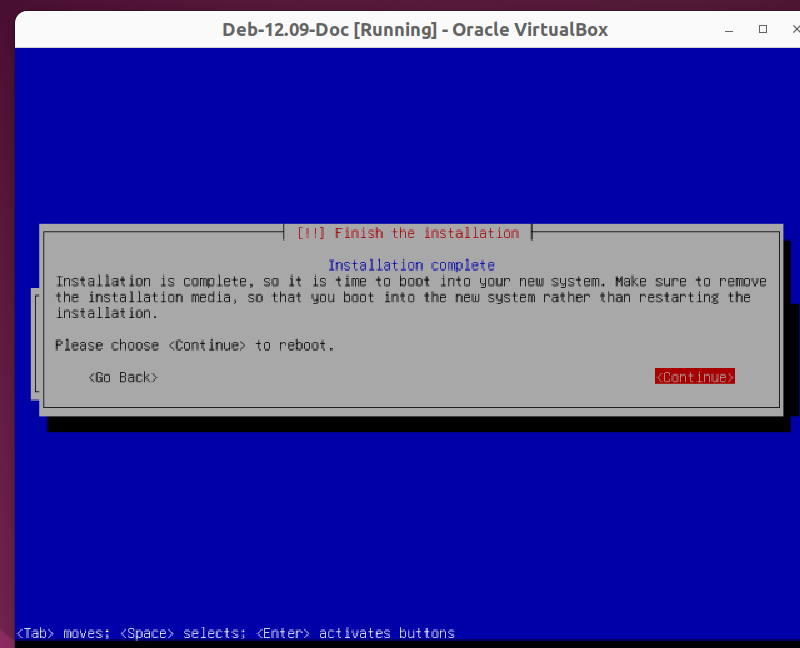 Deb-12.09-Doc [Running] - Oracle VirtualBox
[!!] Finish the installation
Installation complete
Installation is complete, so it is time to boot into your new system. Make sure to remove
the installation media, so that you boot into the new system rather than restarting the
installation.
Please choose <Continue> to reboot.
<Go Back> <Continue>
<Tab> moves; <Space> selects; <Enter> activates buttons